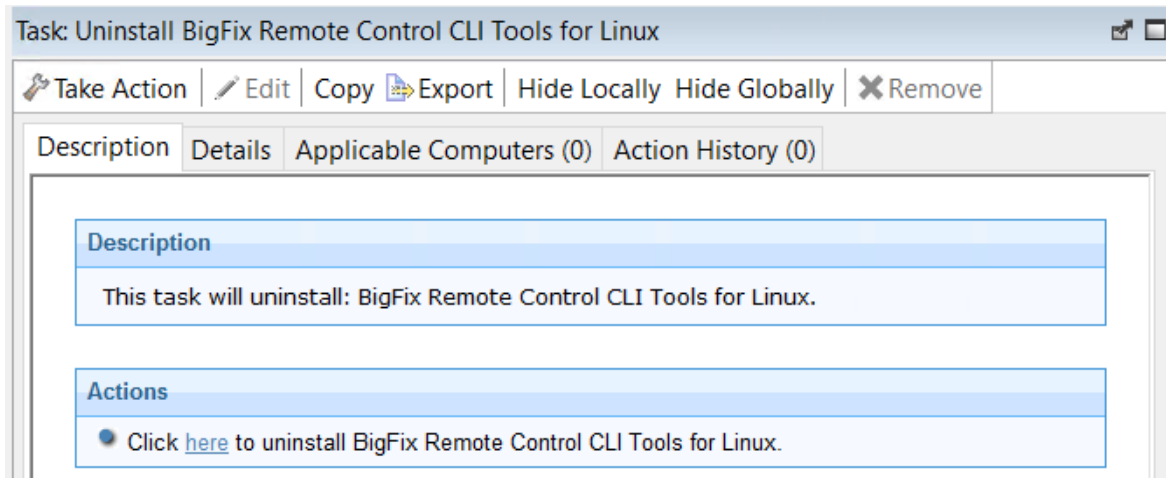 Task: Uninstall BigFix Remote Control CLI Tools for Linux
Take Action Edit Copy Export Hide Locally Hide Globally Remove
Description Details Applicable Computers (0) Action History (0)
Description
This task will uninstall: BigFix Remote Control CLI Tools for Linux.
Actions
Click here to uninstall BigFix Remote Control CLI Tools for Linux.